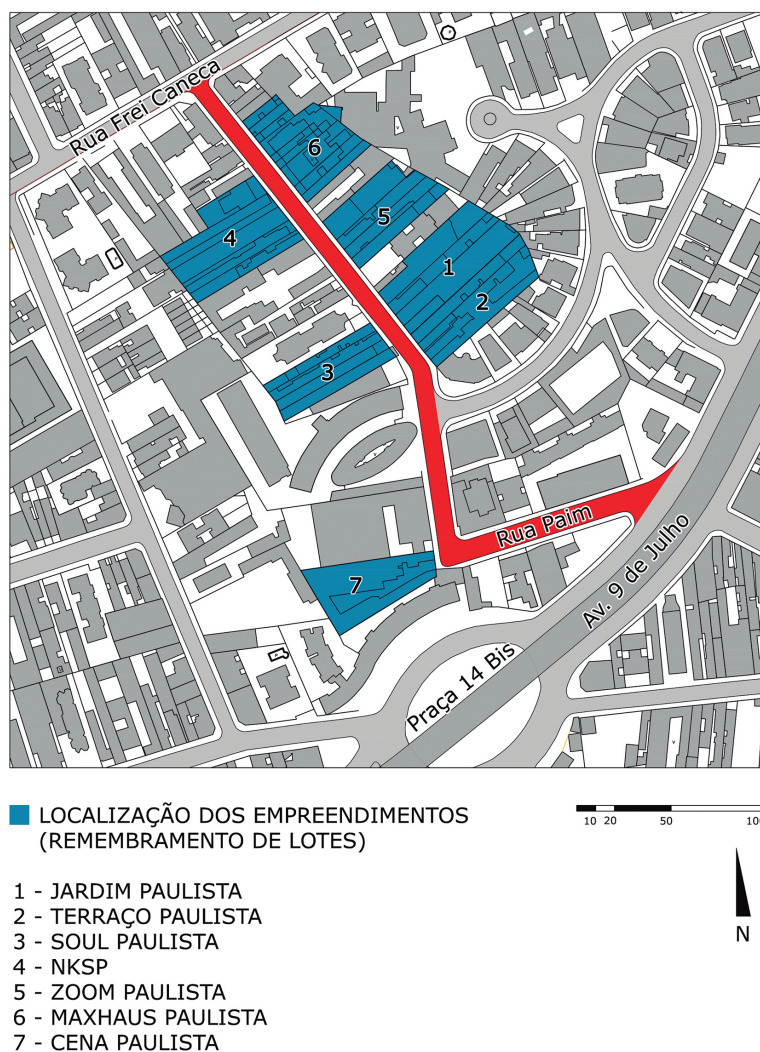 Rua Frei Caneca
6
5
4
1
2
3
Rua Paim
7
Av. 9 de Julho
Praça 14 Bis
LOCALIZAÇÃO DOS EMPREENDIMENTOS
(REMEMBRAMENTO DE LOTES)
10 20 50 100
N
1 - JARDIM PAULISTA
2 - TERRAÇO PAULISTA
3 - SOUL PAULISTA
4 - NKSP
5 - ZOOM PAULISTA
6 - MAXHAUS PAULISTA
7 - CENA PAULISTA